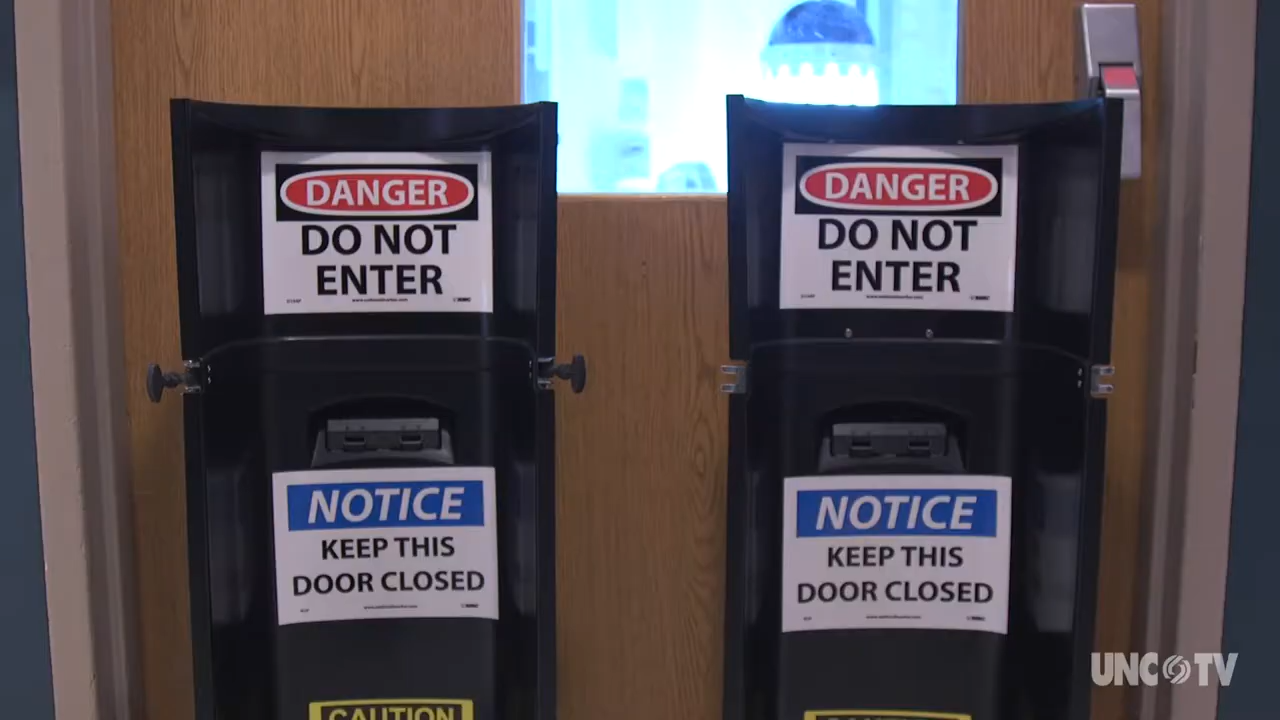 DANGER
DO NOT
ENTER
DANGER
DO NOT
ENTER
NOTICE
KEEP THIS
DOOR CLOSED
NOTICE
KEEP THIS
DOOR CLOSED
CAUTION
UNC TV